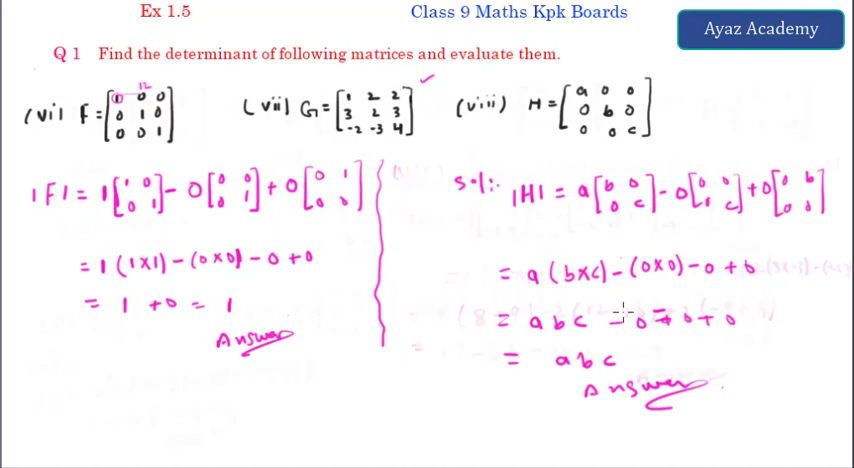 Ex 1.5
Class 9 Maths Kpk Boards
Ayaz Academy
Q 1 Find the determinant of following matrices and evaluate them.
12
(vi) F = [1 0 0
0 1 0
0 0 1]
(vii) G = [1 2 2
3 2 3
-2 -3 4]
(viii) H = [a 0 0
0 b 0
0 0 c]
|F| = 1[1 0
0 1] - 0[0 0
0 1] + 0[0 1
0 0]
= 1(1×1) - (0×0) - 0 + 0
= 1 + 0 = 1
Answer
Sol:- |H| = a[b 0
0 c] - 0[0 0
0 c] + 0[0 b
0 0]
= a(b×c) - (0×0) - 0 + 0
= abc - 0 - 0 + 0
= abc
Answer